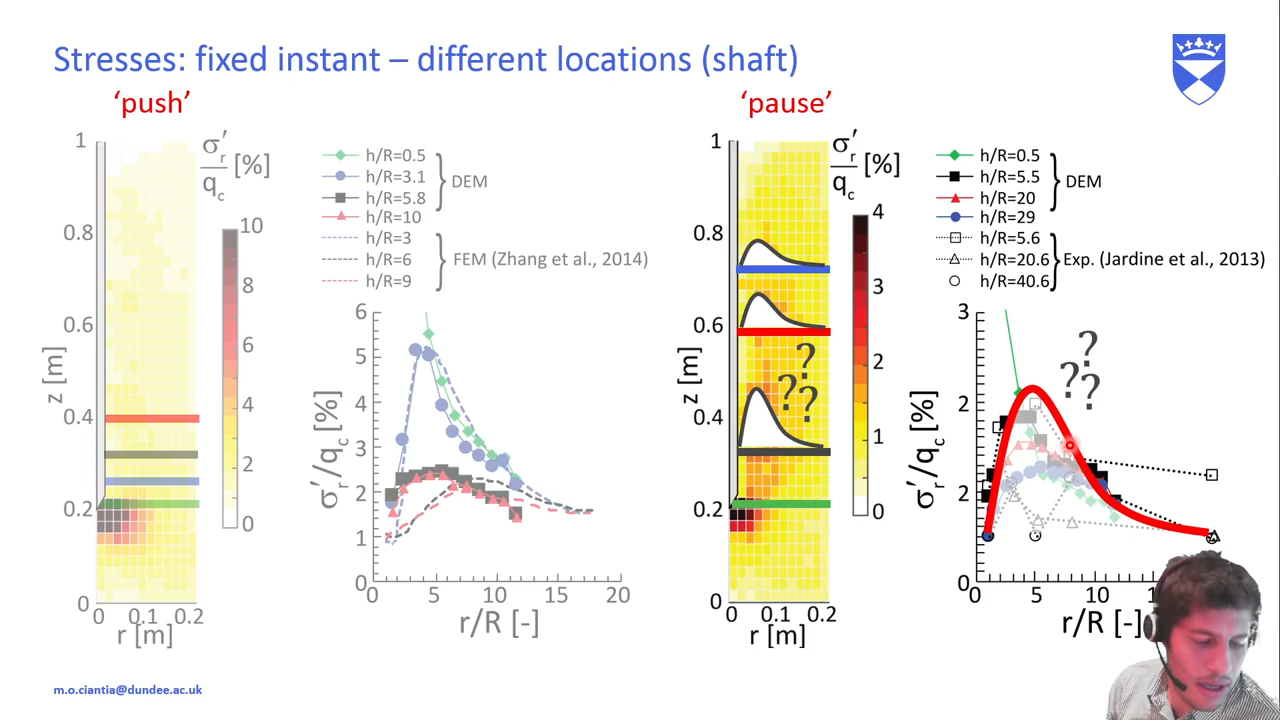 Stresses: fixed instant – different locations (shaft)
‘push’
1
0.8
0.6
0.4
0.2
0
z [m]
0 0.1 0.2
r [m]
σ′r/qc [%]
10
8
6
4
2
0
h/R=0.5
h/R=3.1
h/R=5.8
h/R=10
DEM
h/R=3
h/R=6
h/R=9
FEM (Zhang et al., 2014)
6
5
4
3
2
1
0
σ′r/qc [%]
0 5 10 15 20
r/R [-]
‘pause’
1
0.8
0.6
0.4
0.2
0
z [m]
0 0.1 0.2
r [m]
σ′r/qc [%]
4
3
2
1
0
? ? ?
h/R=0.5
h/R=5.5
h/R=20
h/R=29
DEM
h/R=5.6
h/R=20.6
h/R=40.6
Exp. (Jardine et al., 2013)
3
2
2
0
σ′r/qc [%]
? ? ?
0 5 10
r/R [-]
m.o.ciantia@dundee.ac.uk